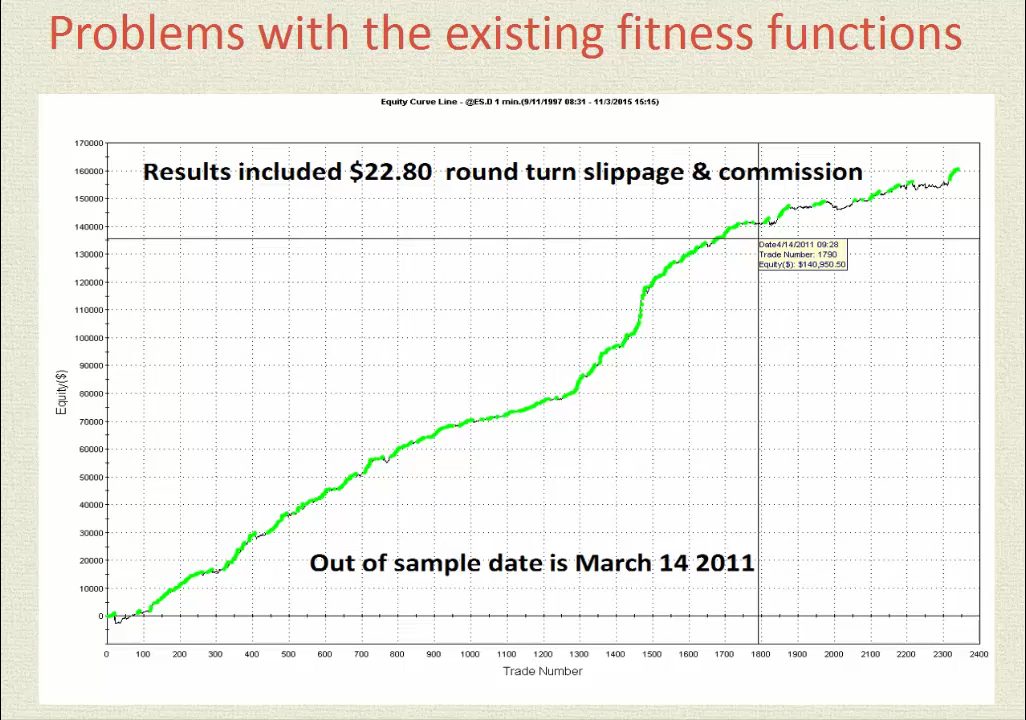 Problems with the existing fitness functions
Equity Curve Line - @ES.D 1 min.(9/11/1997 08:31 - 11/3/2015 15:15)
Results included $22.80 round turn slippage & commission
170000
160000
150000
140000
130000
120000
110000
100000
90000
80000
70000
60000
50000
40000
30000
20000
10000
0
Equity($)
Date4/14/2011 09:28
Trade Number: 1790
Equity($): $140,950.50
Out of sample date is March 14 2011
0 100 200 300 400 500 600 700 800 900 1000 1100 1200 1300 1400 1500 1600 1700 1800 1900 2000 2100 2200 2300 2400
Trade Number